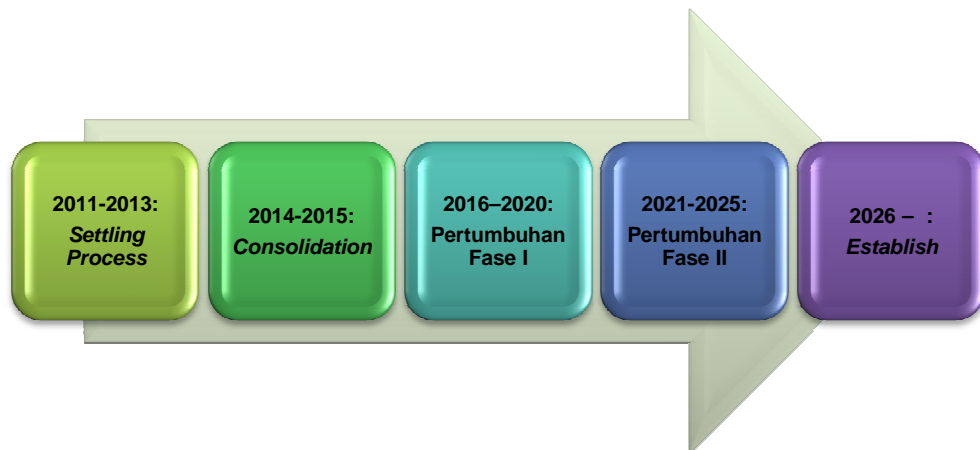 2011-2013:
Settling
Process
2014-2015:
Consolidation
2016–2020:
Pertumbuhan
Fase I
2021-2025:
Pertumbuhan
Fase II
2026 – :
Establish